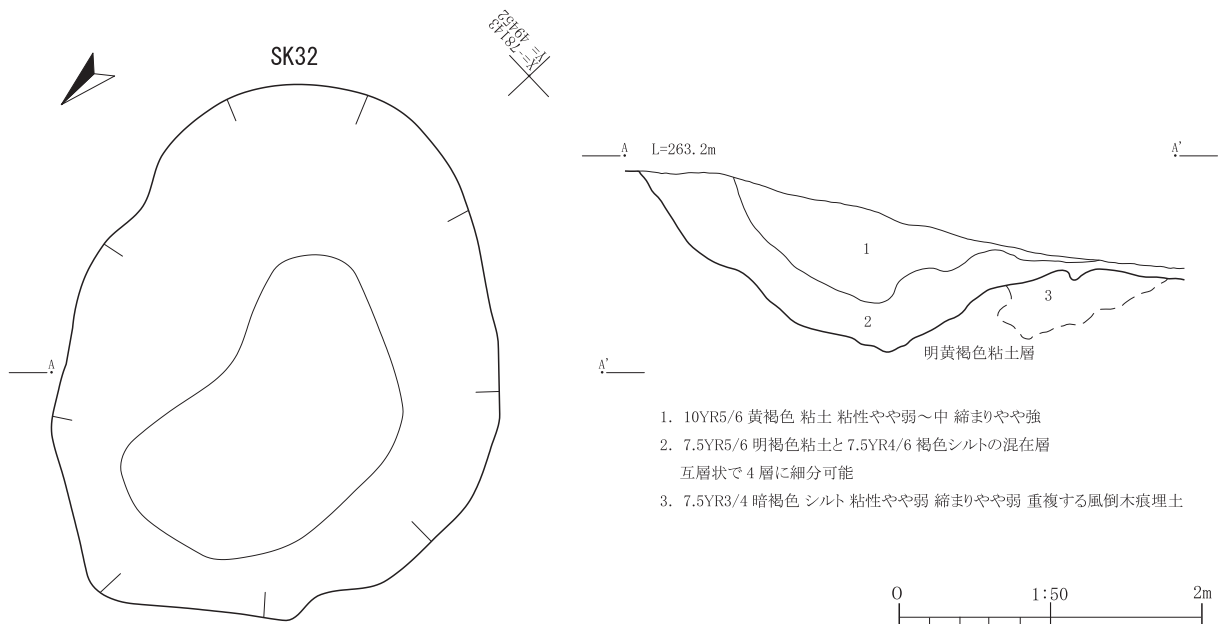 SK32
X=-78143
Y= 49452
A
A'
A
L=263.2m
A'
1
2
3
明黄褐色粘土層
1. 10YR5/6 黄褐色 粘土 粘性やや弱～中 締まりやや強
2. 7.5YR5/6 明褐色粘土と 7.5YR4/6 褐色シルトの混在層
互層状で 4 層に細分可能
3. 7.5YR3/4 暗褐色 シルト 粘性やや弱 締まりやや弱 重複する風倒木痕埋土
0 1:50 2m